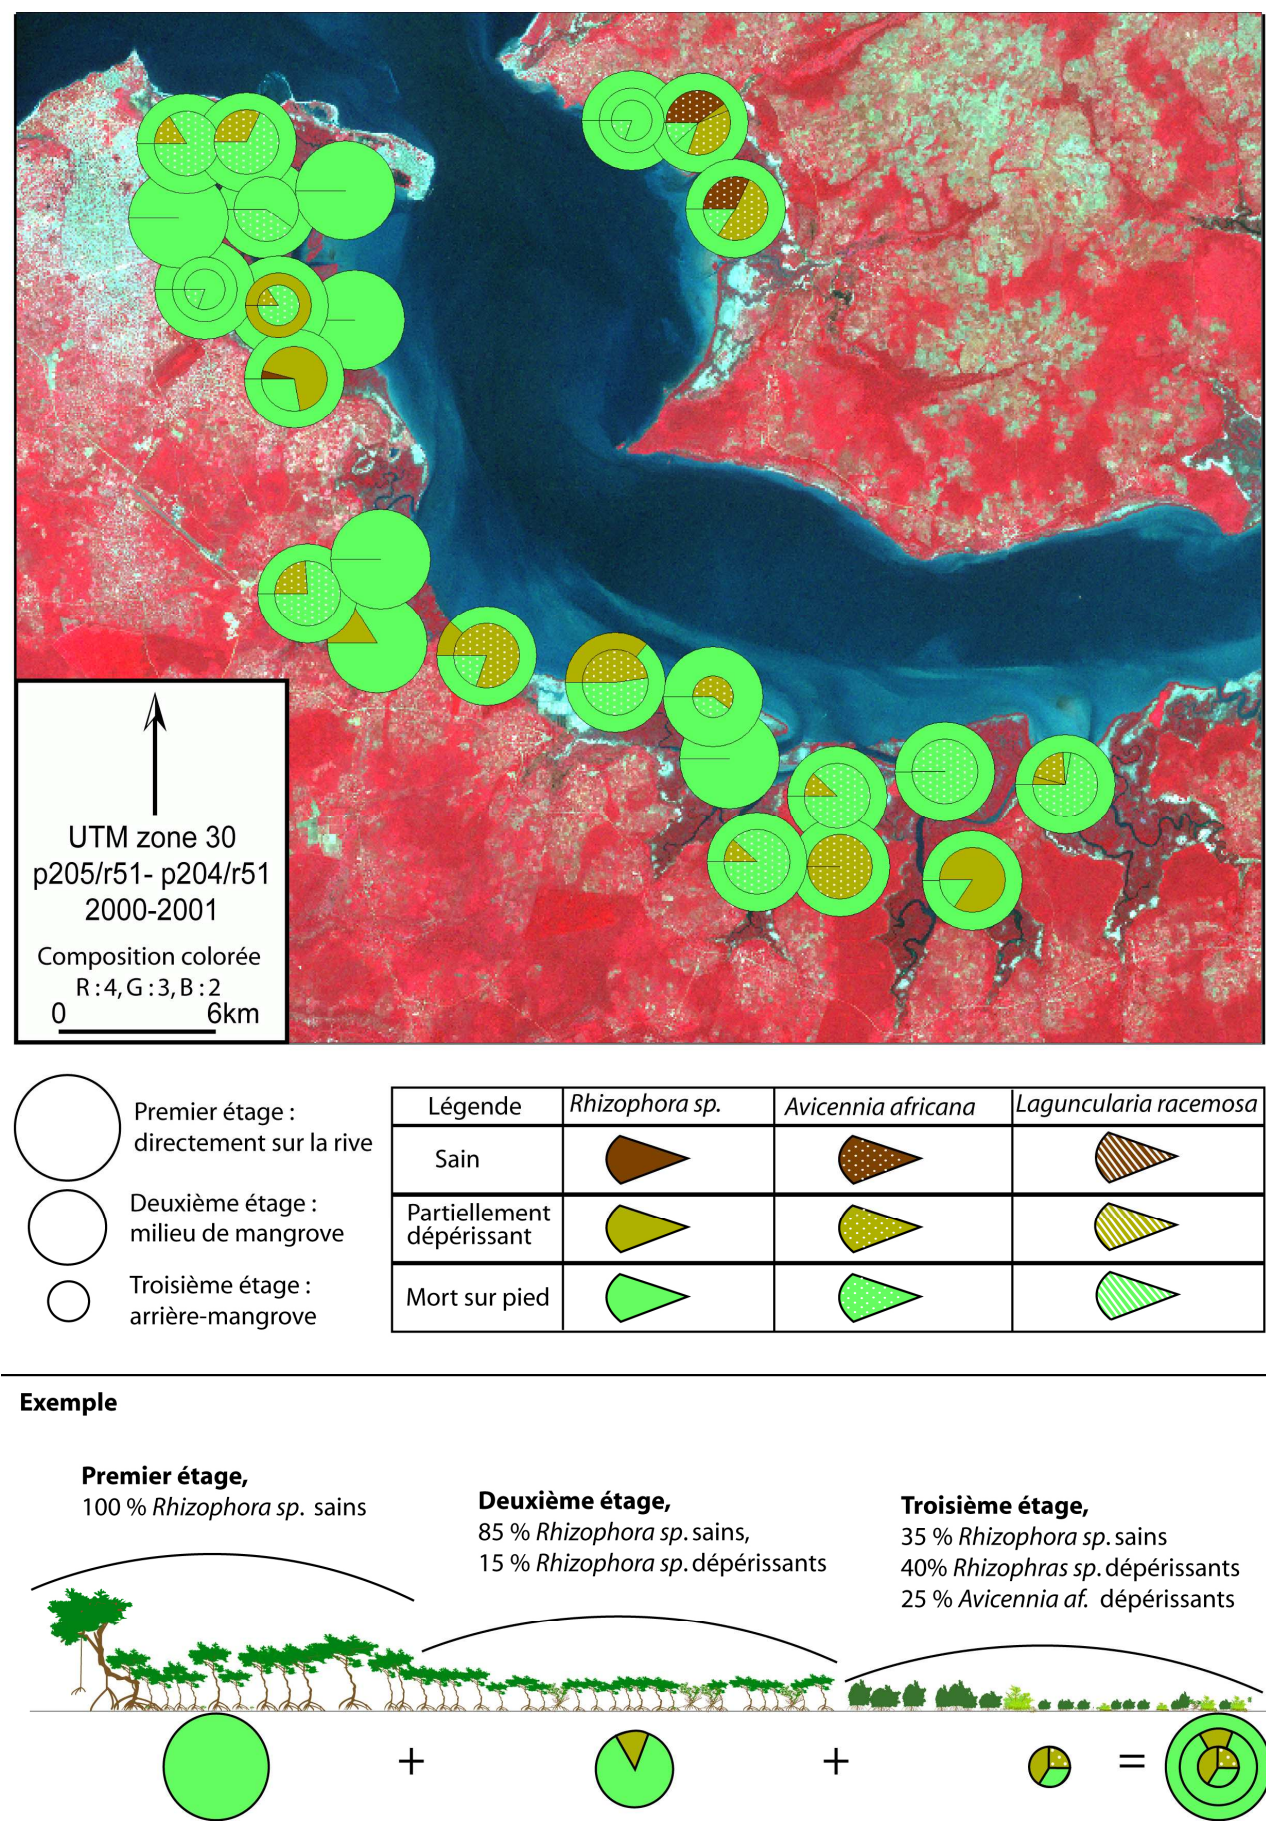 UTM zone 30
p205/r51- p204/r51
2000-2001
Composition colorée
R : 4, G : 3, B : 2
0 6km
Premier étage :
directement sur la rive
Deuxième étage :
milieu de mangrove
Troisième étage :
arrière-mangrove
Légende Rhizophora sp. Avicennia africana Laguncularia racemosa
Sain
Partiellement
dépérissant
Mort sur pied
Exemple
Premier étage,
100 % Rhizophora sp. sains
Deuxième étage,
85 % Rhizophora sp. sains,
15 % Rhizophora sp. dépérissants
Troisième étage,
35 % Rhizophora sp. sains
40% Rhizophras sp. dépérissants
25 % Avicennia af. dépérissants
+ + =